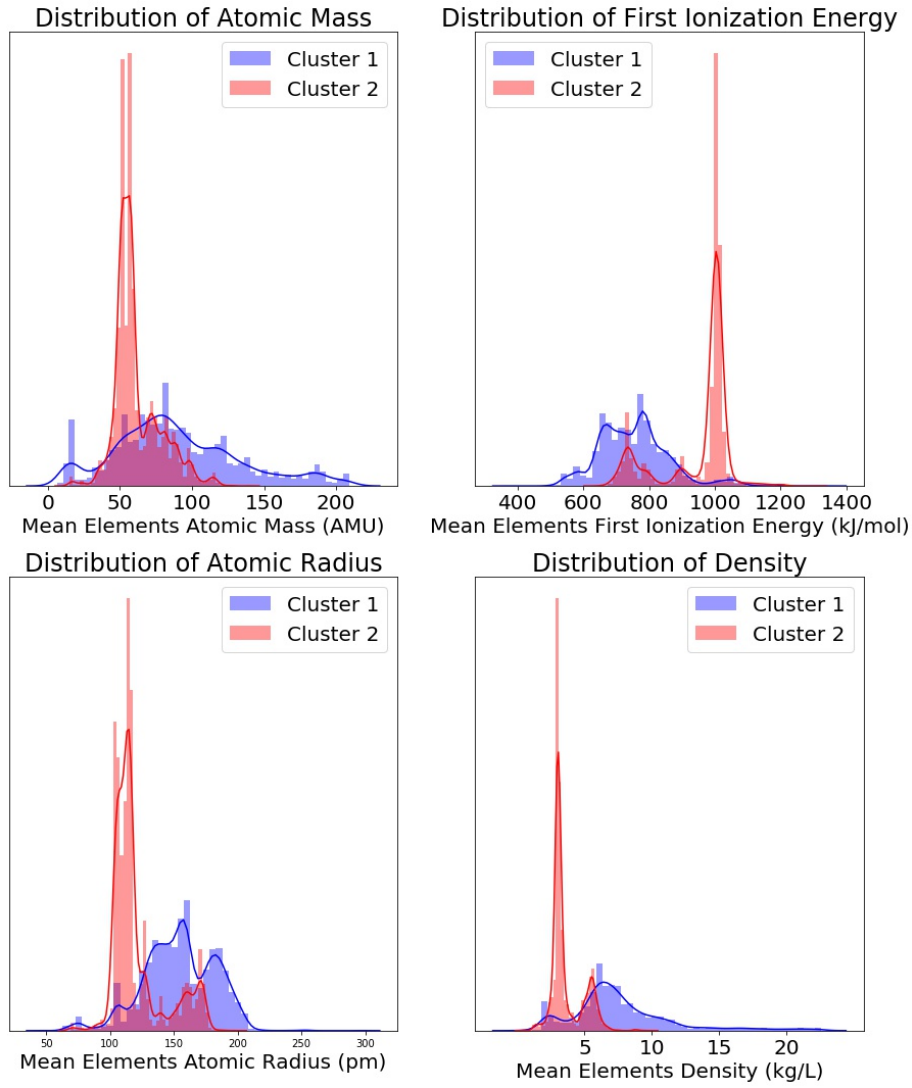 Distribution of Atomic Mass
Cluster 1
Cluster 2
0 50 100 150 200
Mean Elements Atomic Mass (AMU)
Distribution of First Ionization Energy
Cluster 1
Cluster 2
400 600 800 1000 1200 1400
Mean Elements First Ionization Energy (kJ/mol)
Distribution of Atomic Radius
Cluster 1
Cluster 2
50 100 150 200 250 300
Mean Elements Atomic Radius (pm)
Distribution of Density
Cluster 1
Cluster 2
5 10 15 20
Mean Elements Density (kg/L)